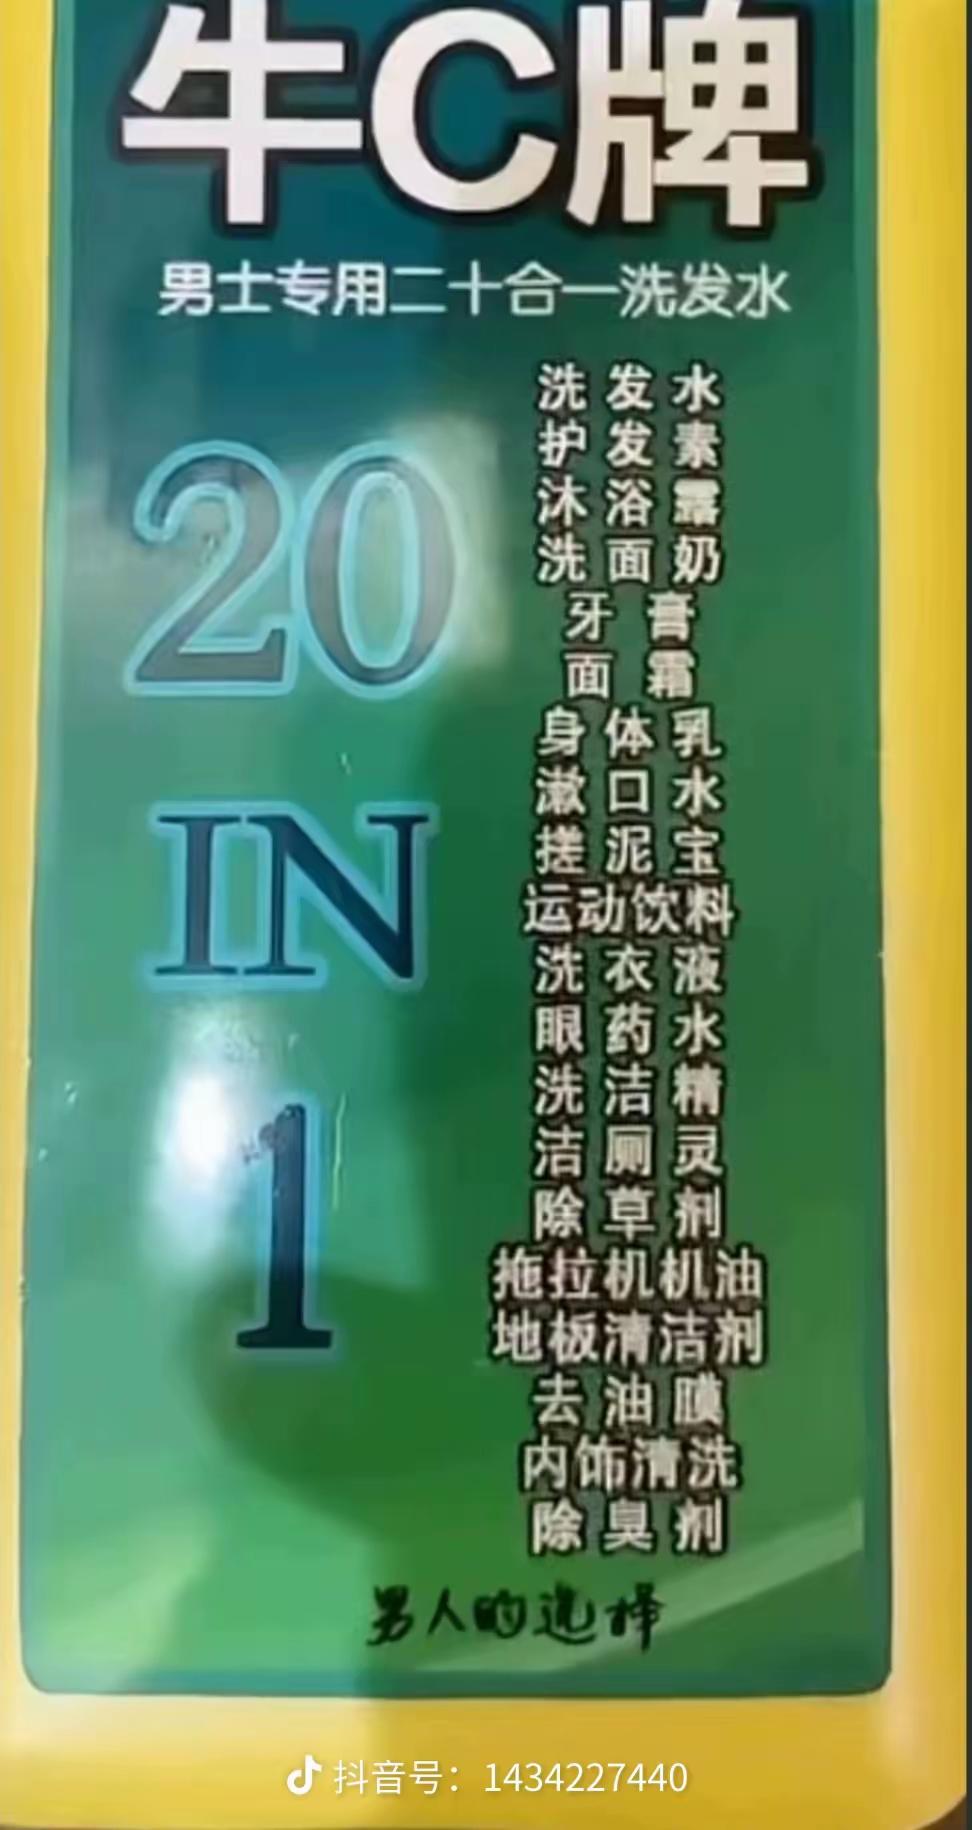 牛C牌
男士专用二十合一洗发水
20
IN
1
洗发水
护发素
沐浴露
洗面奶
牙膏
面霜
身体乳
漱口水
搓泥宝
运动饮料
洗衣液
眼药水
洗洁精
洁厕灵
除草剂
拖拉机机油
地板清洁剂
去油膜
内饰清洗
除臭剂
男人的选择
抖音号：1434227440